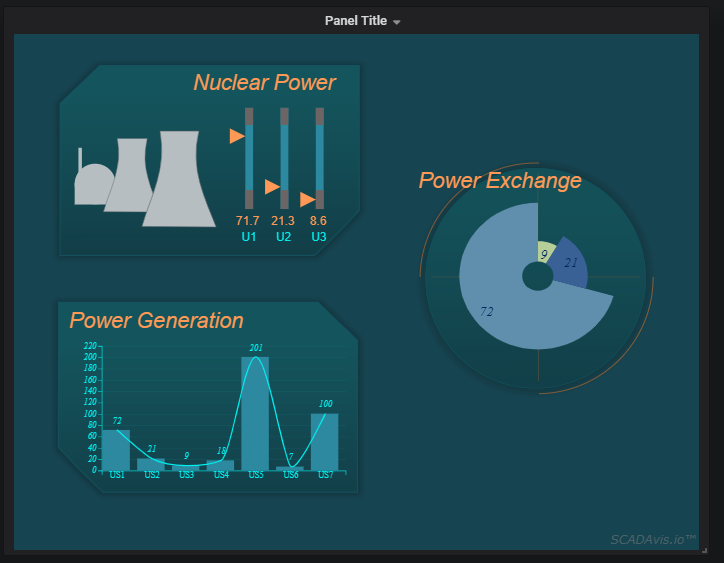 Panel Title
Nuclear Power
71.7 21.3 8.6
U1 U2 U3
Power Exchange
9
21
72
Power Generation
220
200
180
160
140
120
100
80
60
40
20
0
72 21 9 18 201 7 100
US1 US2 US3 US4 US5 US6 US7
SCADAvis.io™